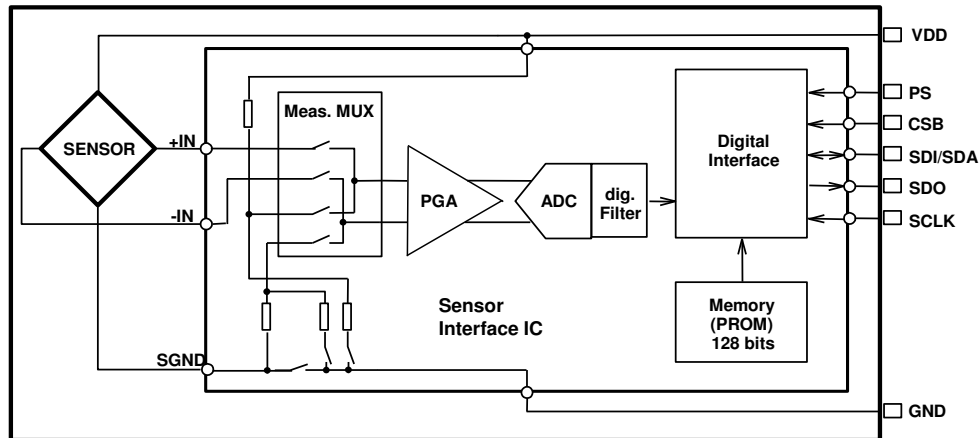 VDD
PS
CSB
SDI/SDA
SDO
SCLK
GND
SENSOR
+IN
-IN
SGND
Meas. MUX
PGA
ADC
dig.
Filter
Digital
Interface
Memory
(PROM)
128 bits
Sensor
Interface IC